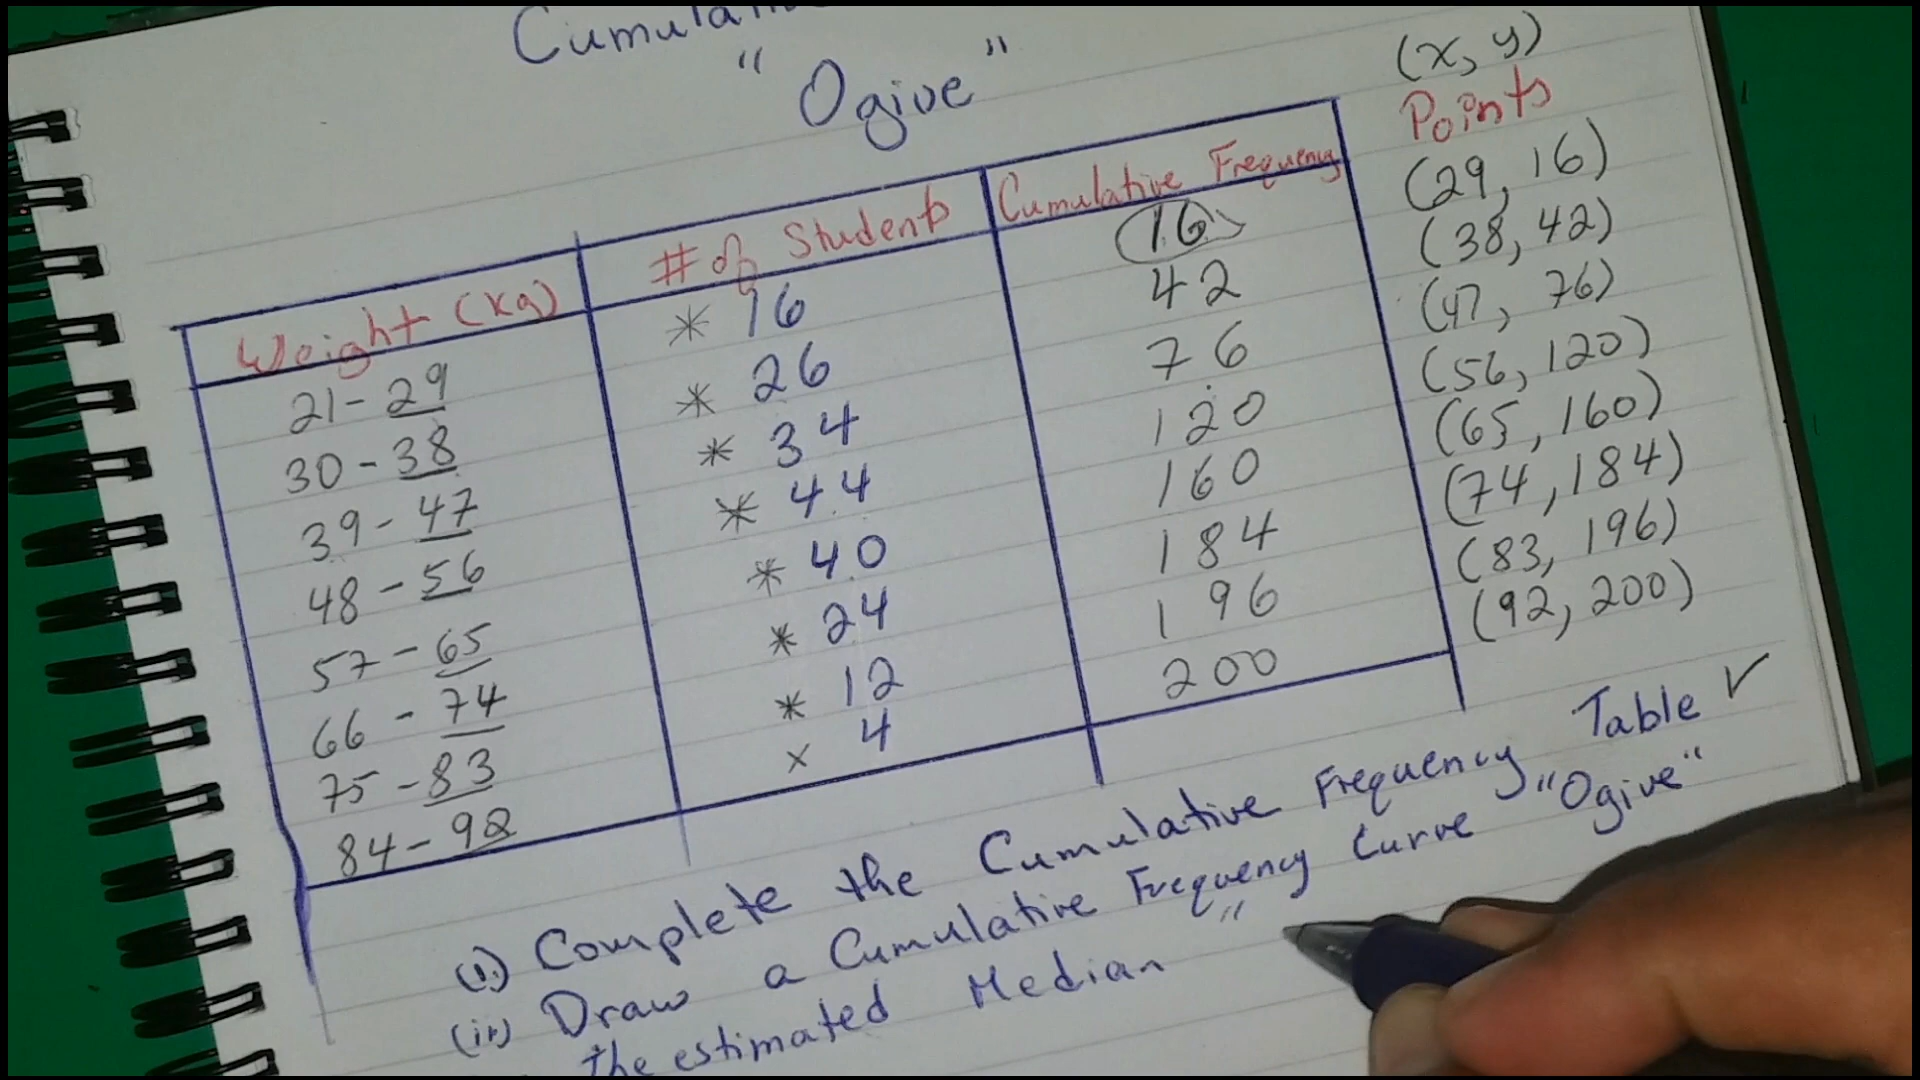 Cumulati
"Ogive"
Weight (Kg) # of Students Cumulative Frequency (x, y) Points
21-29 * 16 16 (29, 16)
30-38 * 26 42 (38, 42)
39-47 * 34 76 (47, 76)
48-56 * 44 120 (56, 120)
57-65 * 40 160 (65, 160)
66-74 * 24 184 (74, 184)
75-83 * 12 196 (83, 196)
84-92 x 4 200 (92, 200)
(i) Complete the Cumulative Frequency Table ✓
(ii) Draw a Cumulative Frequency Curve "Ogive"
the estimated Median "